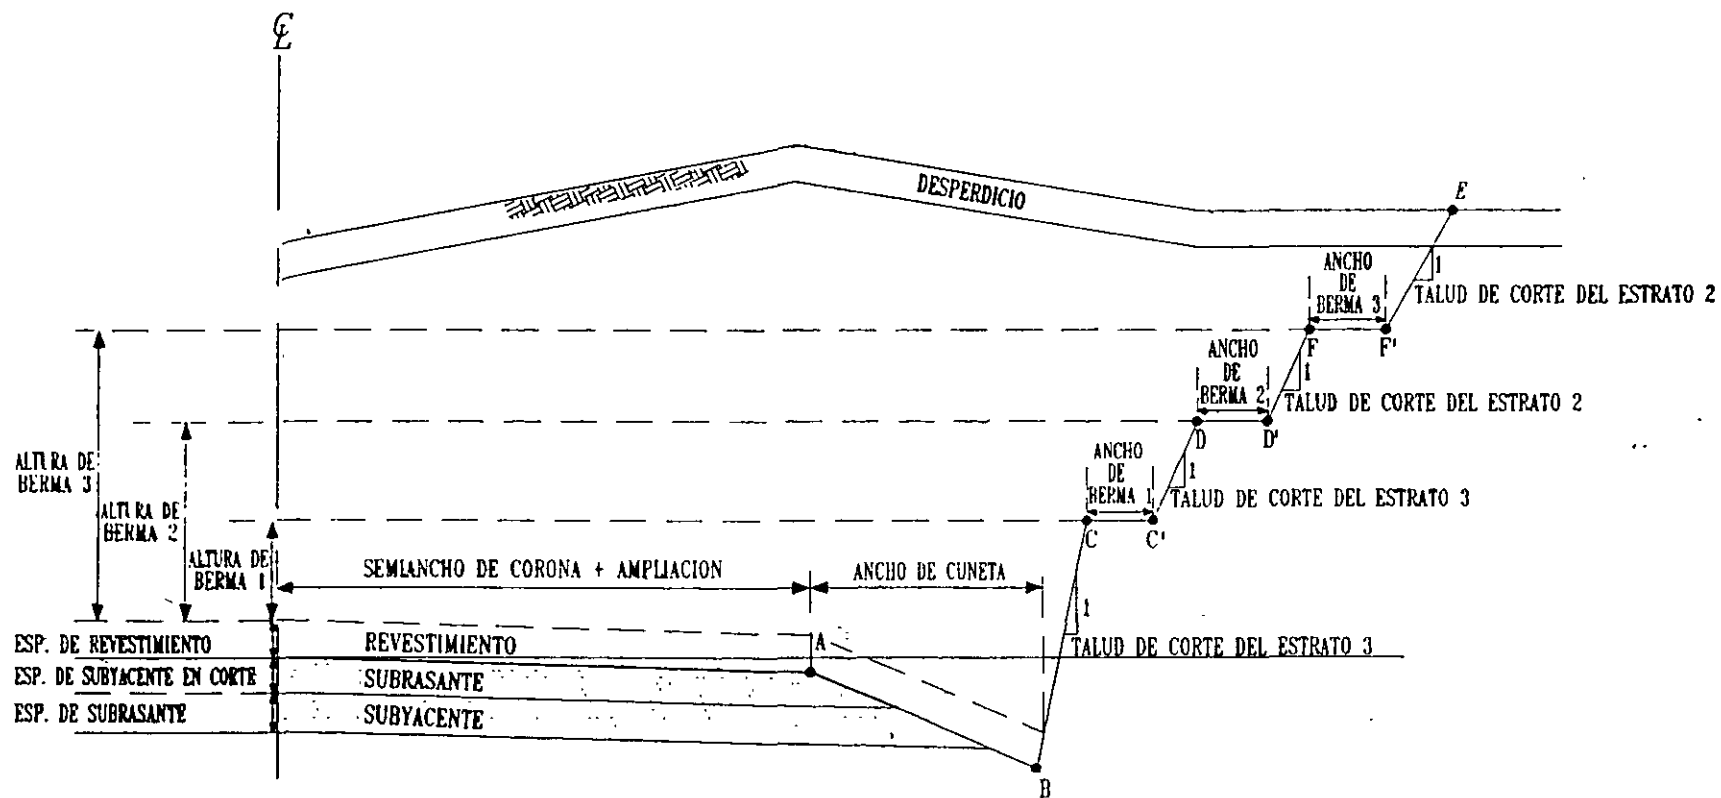 CL
DESPERDICIO
E
ANCHO
DE
BERMA 3
1
TALUD DE CORTE DEL ESTRATO 2
F
F'
ANCHO
DE
BERMA 2
1
TALUD DE CORTE DEL ESTRATO 2
D
D'
ANCHO
DE
BERMA 1
1
TALUD DE CORTE DEL ESTRATO 3
C
C'
ALTURA DE
BERMA 3
ALTURA DE
BERMA 2
ALTURA DE
BERMA 1
SEMIANCHO DE CORONA + AMPLIACION
ANCHO DE CUNETA
1
TALUD DE CORTE DEL ESTRATO 3
ESP. DE REVESTIMIENTO
REVESTIMIENTO
A
ESP. DE SUBYACENTE EN CORTE
SUBRASANTE
ESP. DE SUBRASANTE
SUBYACENTE
B